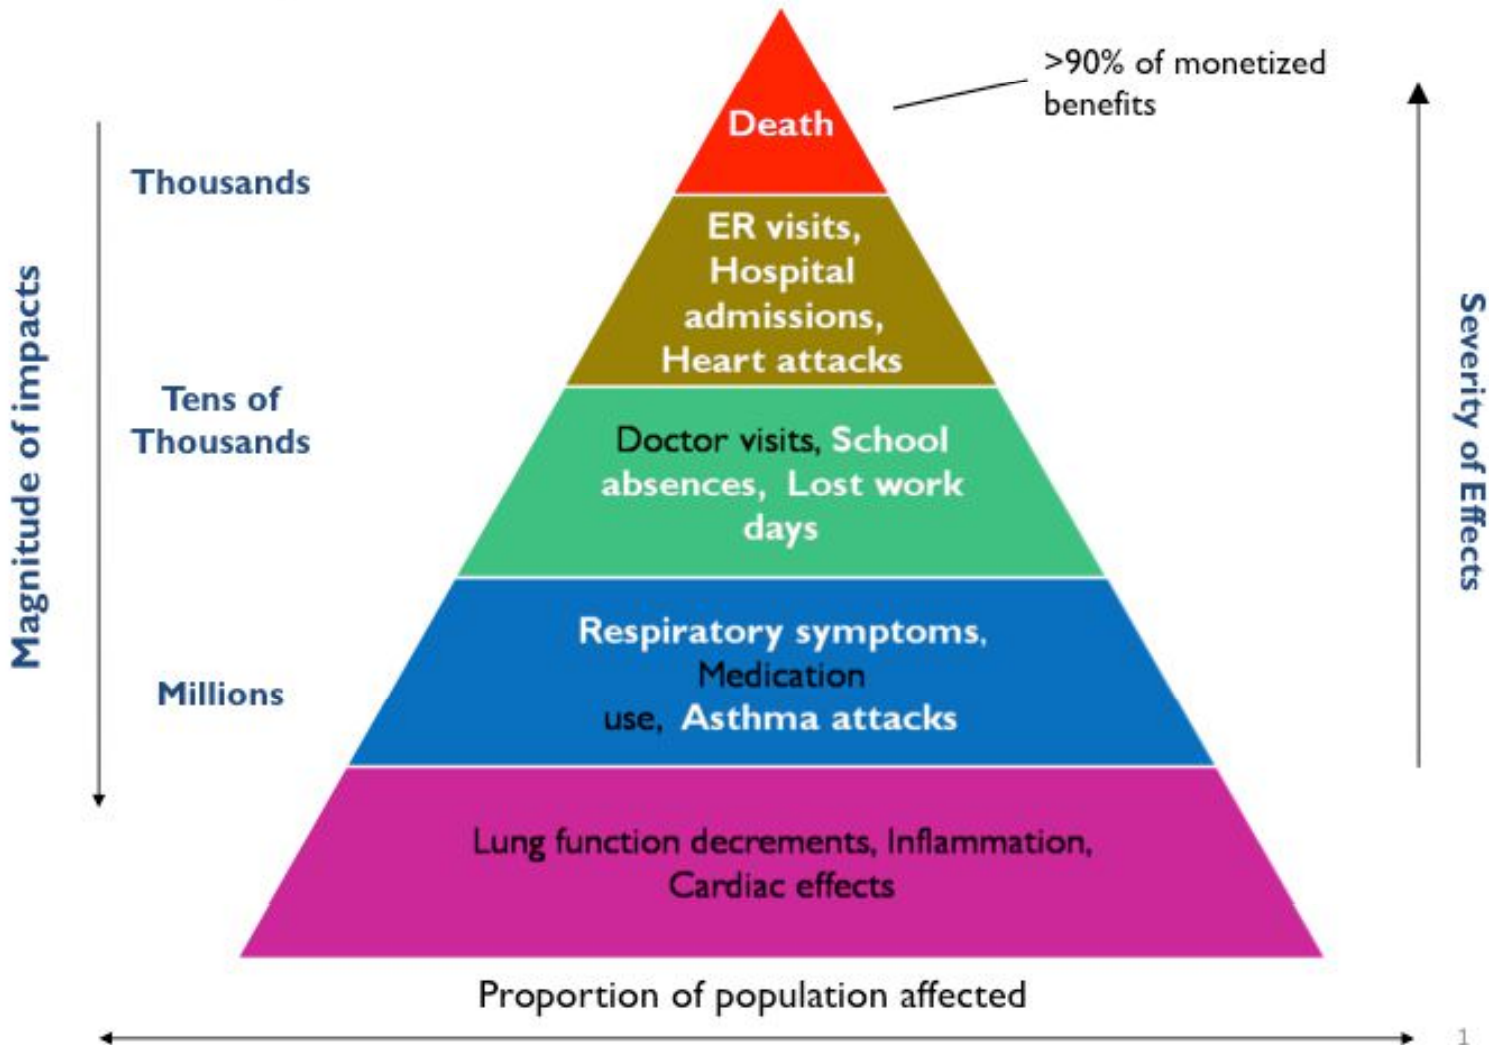 >90% of monetized
benefits
Death
Thousands
ER visits,
Hospital
admissions,
Heart attacks
Magnitude of impacts
Severity of Effects
Tens of
Thousands
Doctor visits, School
absences, Lost work
days
Respiratory symptoms,
Medication
use, Asthma attacks
Millions
Lung function decrements, Inflammation,
Cardiac effects
Proportion of population affected
1